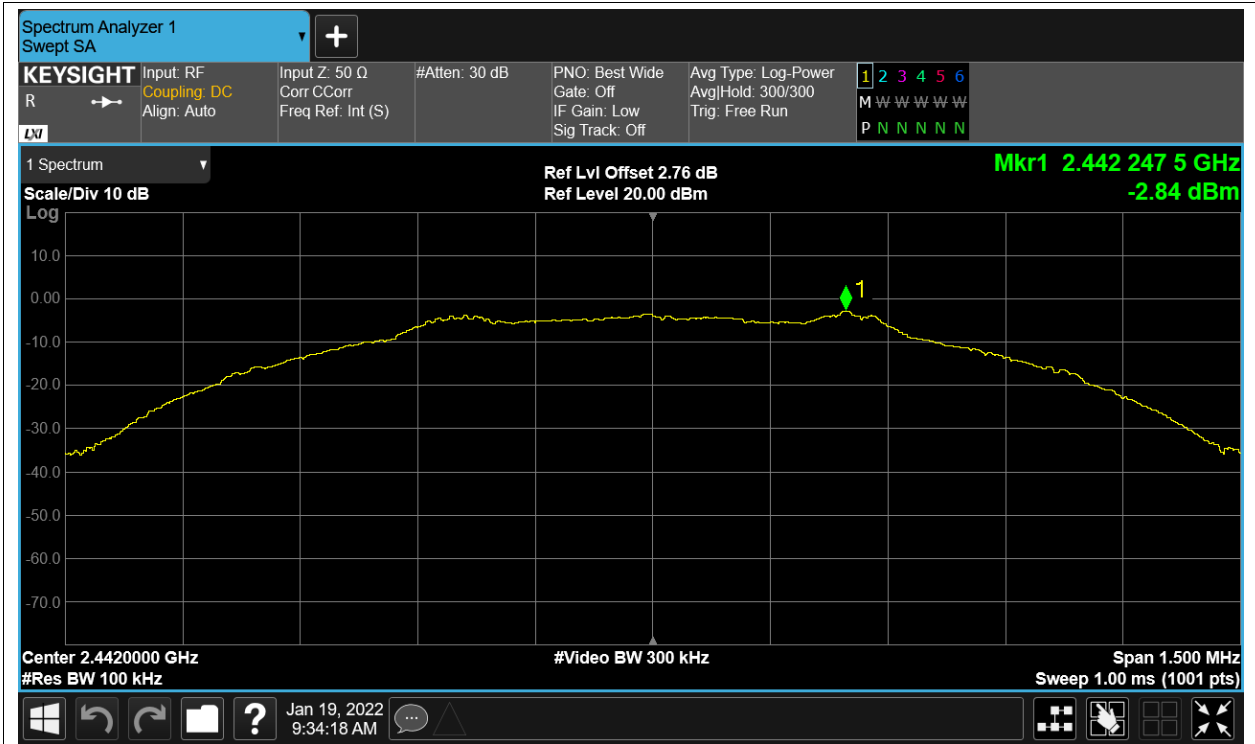 Spectrum Analyzer 1
Swept SA
KEYSIGHT
R
LXI
Input: RF
Coupling: DC
Align: Auto
Input Z: 50 Ω
Corr CCorr
Freq Ref: Int (S)
#Atten: 30 dB
PNO: Best Wide
Gate: Off
IF Gain: Low
Sig Track: Off
Avg Type: Log-Power
Avg|Hold: 300/300
Trig: Free Run
1 2 3 4 5 6
M W W W W W W
P N N N N N
1 Spectrum
Scale/Div 10 dB
Log
Ref Lvl Offset 2.76 dB
Ref Level 20.00 dBm
Mkr1 2.442 247 5 GHz
-2.84 dBm
10.0
0.00
-10.0
-20.0
-30.0
-40.0
-50.0
-60.0
-70.0
1
Center 2.4420000 GHz
#Res BW 100 kHz
#Video BW 300 kHz
Span 1.500 MHz
Sweep 1.00 ms (1001 pts)
?
Jan 19, 2022
9:34:18 AM